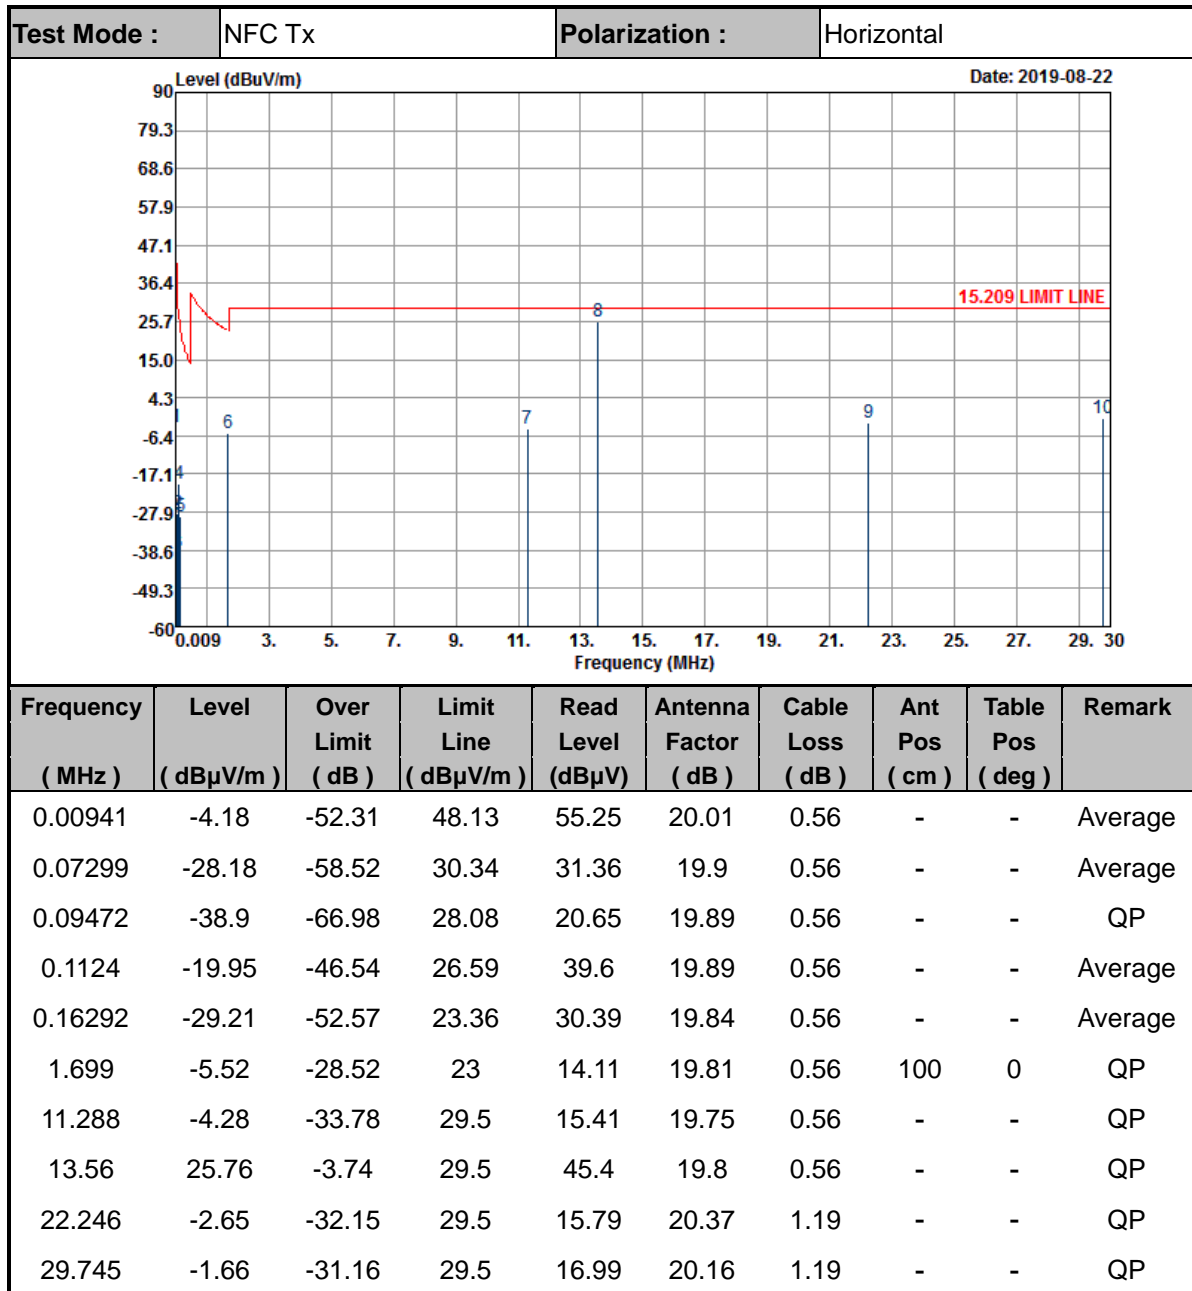 Test Mode : NFC Tx Polarization : Horizontal
Level (dBuV/m) Date: 2019-08-22
90
79.3
68.6
57.9
47.1
36.4
15.209 LIMIT LINE
8
25.7
15.0
4.3
10
9
7
6
-6.4
-17.1
4
-27.9
-38.6
-49.3
-60
0.009 3. 5. 7. 9. 11. 13. 15. 17. 19. 21. 23. 25. 27. 29. 30
Frequency (MHz)
Frequency Level Over Limit Read Antenna Cable Ant Table Remark
Limit Line Level Factor Loss Pos Pos
( MHz ) ( dBµV/m ) ( dB ) ( dBµV/m ) (dBµV) ( dB ) ( dB ) ( cm ) ( deg )
0.00941 -4.18 -52.31 48.13 55.25 20.01 0.56 - - Average
0.07299 -28.18 -58.52 30.34 31.36 19.9 0.56 - - Average
0.09472 -38.9 -66.98 28.08 20.65 19.89 0.56 - - QP
0.1124 -19.95 -46.54 26.59 39.6 19.89 0.56 - - Average
0.16292 -29.21 -52.57 23.36 30.39 19.84 0.56 - - Average
1.699 -5.52 -28.52 23 14.11 19.81 0.56 100 0 QP
11.288 -4.28 -33.78 29.5 15.41 19.75 0.56 - - QP
13.56 25.76 -3.74 29.5 45.4 19.8 0.56 - - QP
22.246 -2.65 -32.15 29.5 15.79 20.37 1.19 - - QP
29.745 -1.66 -31.16 29.5 16.99 20.16 1.19 - - QP